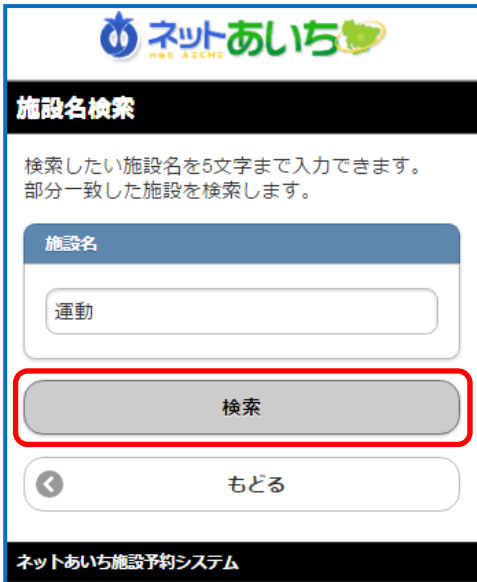 ネットあいち
net AICHI
施設名検索
検索したい施設名を5文字まで入力できます。
部分一致した施設を検索します。
施設名
運動
検索
もどる
ネットあいち施設予約システム